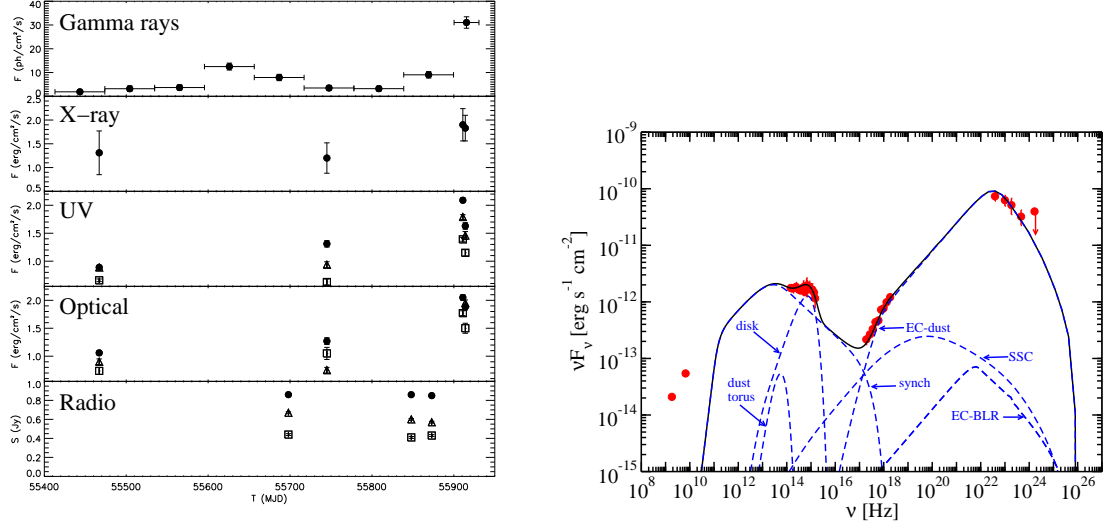 Gamma rays
F (ph/cm²/s)
40
30
20
10
0
X-ray
F (erg/cm²/s)
2.0
1.5
1.0
0.5
UV
F (erg/cm²/s)
2.0
1.5
1.0
Optical
F (erg/cm²/s)
2.0
1.5
1.0
Radio
S (Jy)
1.0
0.8
0.6
0.4
0.2
0.0
55400 55500 55600 55700 55800 55900
T (MJD)
10⁻⁹
10⁻¹⁰
10⁻¹¹
10⁻¹²
10⁻¹³
10⁻¹⁴
10⁻¹⁵
νFν [erg s⁻¹ cm⁻²]
disk
dust
torus
EC-dust
SSC
synch
EC-BLR
10⁸ 10¹⁰ 10¹² 10¹⁴ 10¹⁶ 10¹⁸ 10²⁰ 10²² 10²⁴ 10²⁶
ν [Hz]